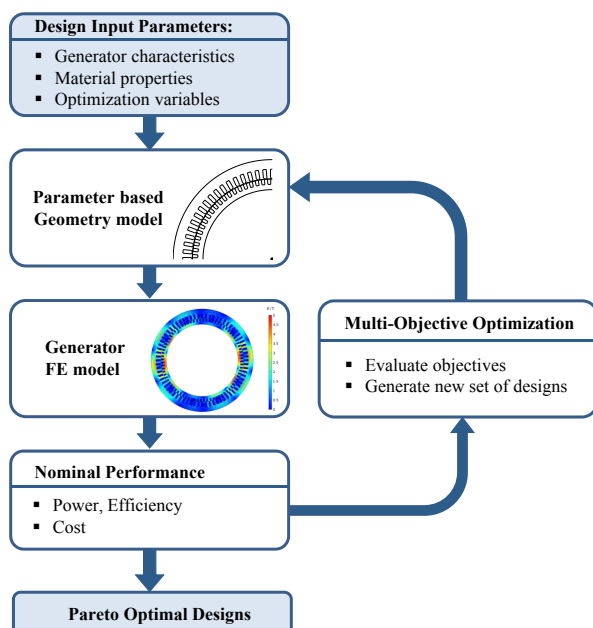 Design Input Parameters:
▪ Generator characteristics
▪ Material properties
▪ Optimization variables
Parameter based
Geometry model
Generator
FE model
Multi-Objective Optimization
▪ Evaluate objectives
▪ Generate new set of designs
Nominal Performance
▪ Power, Efficiency
▪ Cost
Pareto Optimal Designs